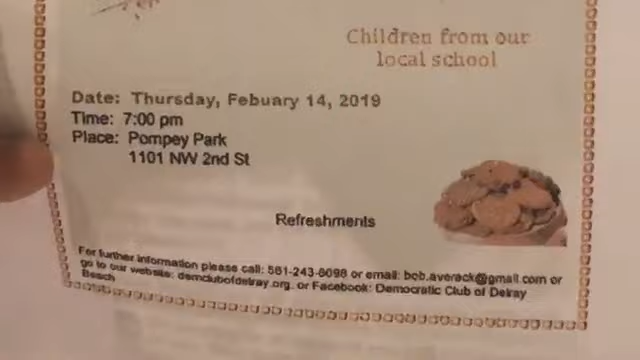 Children from our
local school
Date: Thursday, Febuary 14, 2019
Time: 7:00 pm
Place: Pompey Park
1101 NW 2nd St
Refreshments
For further information please call: 561-243-6098 or email: bob.averack@gmail.com or
go to our website: demclubofdelray.org. or Facebook: Democratic Club of Delray
Beach